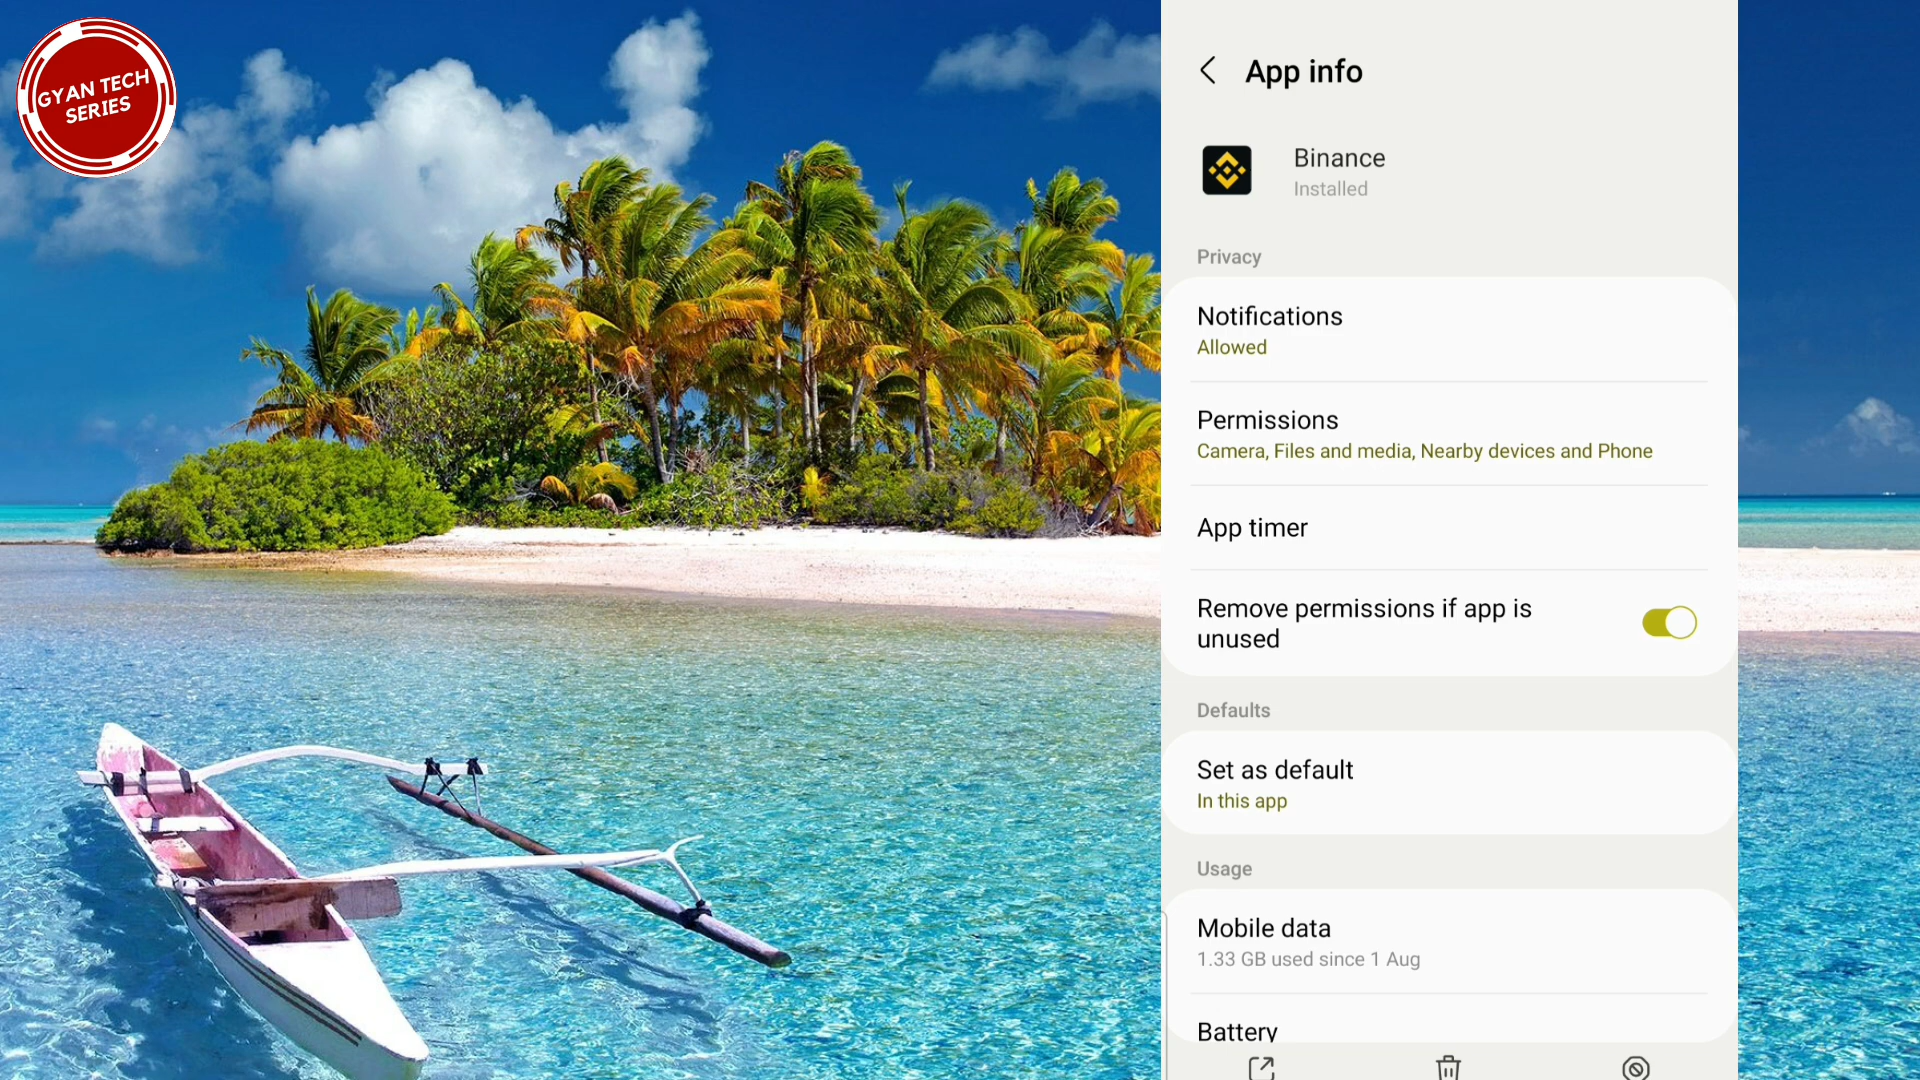 GYAN TECH
SERIES
App info
Binance
Installed
Privacy
Notifications
Allowed
Permissions
Camera, Files and media, Nearby devices and Phone
App timer
Remove permissions if app is
unused
Defaults
Set as default
In this app
Usage
Mobile data
1.33 GB used since 1 Aug
Battery